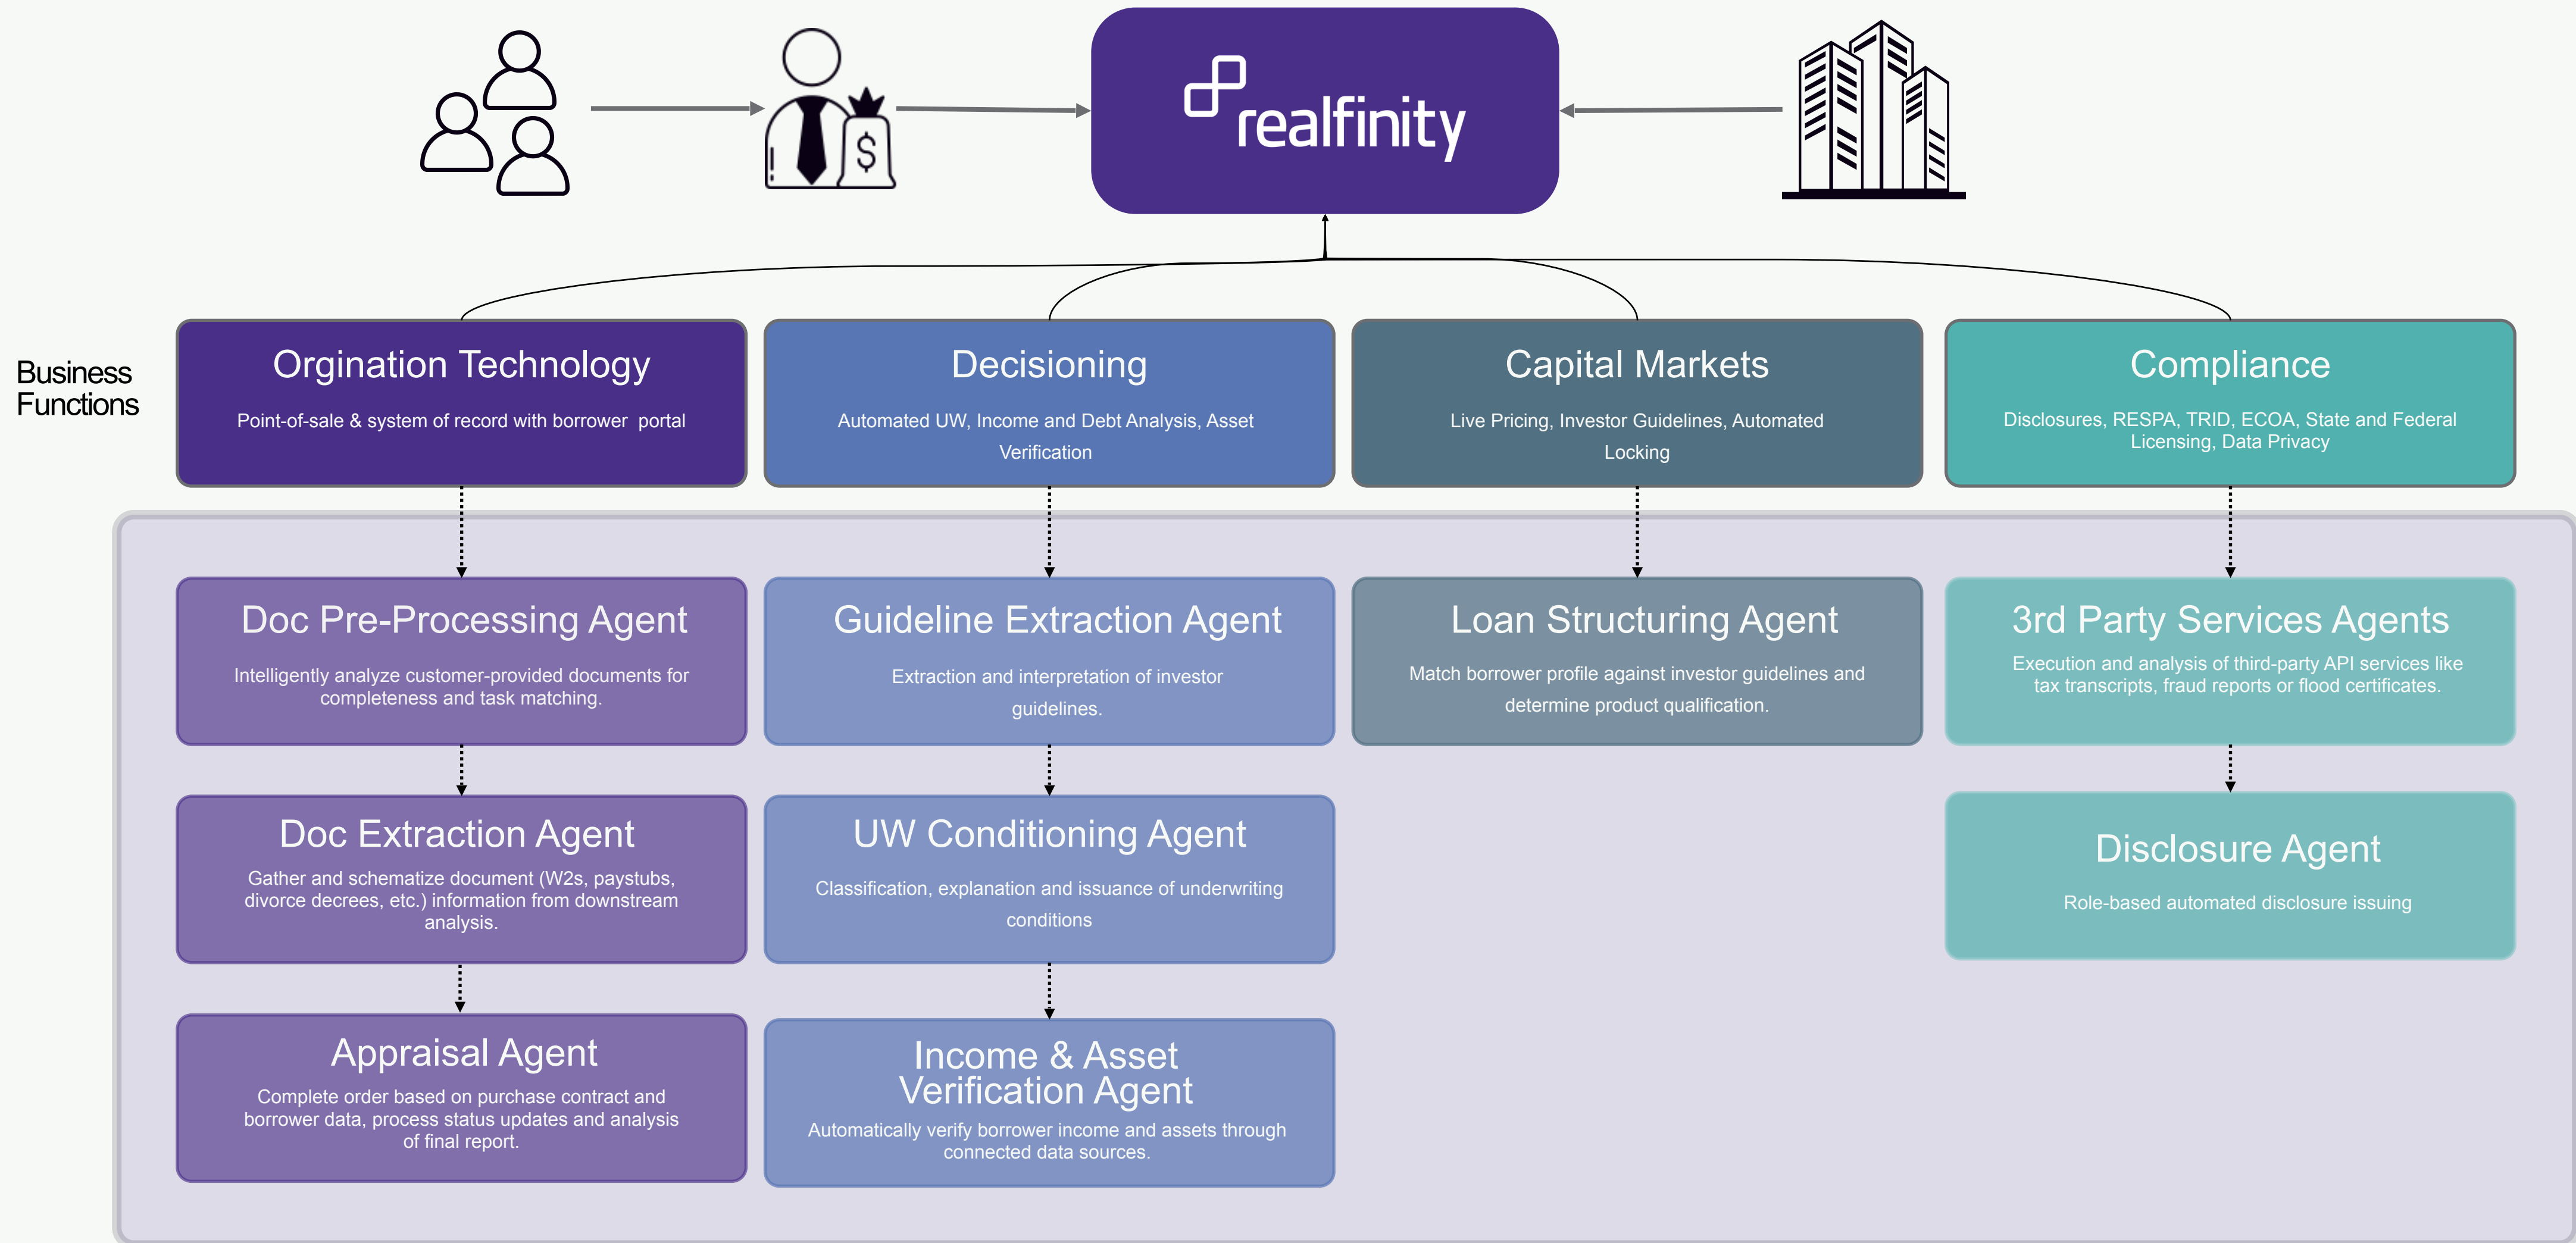 realfinity
$
Business
Functions
Orgination Technology
Point-of-sale & system of record with borrower portal
Decisioning
Automated UW, Income and Debt Analysis, Asset
Verification
Capital Markets
Live Pricing, Investor Guidelines, Automated
Locking
Compliance
Disclosures, RESPA, TRID, ECOA, State and Federal
Licensing, Data Privacy
Doc Pre-Processing Agent
Intelligently analyze customer-provided documents for
completeness and task matching.
Guideline Extraction Agent
Extraction and interpretation of investor
guidelines.
Loan Structuring Agent
Match borrower profile against investor guidelines and
determine product qualification.
3rd Party Services Agents
Execution and analysis of third-party API services like
tax transcripts, fraud reports or flood certificates.
Doc Extraction Agent
Gather and schematize document (W2s, paystubs,
divorce decrees, etc.) information from downstream
analysis.
UW Conditioning Agent
Classification, explanation and issuance of underwriting
conditions
Disclosure Agent
Role-based automated disclosure issuing
Appraisal Agent
Complete order based on purchase contract and
borrower data, process status updates and analysis
of final report.
Income & Asset
Verification Agent
Automatically verify borrower income and assets through
connected data sources.